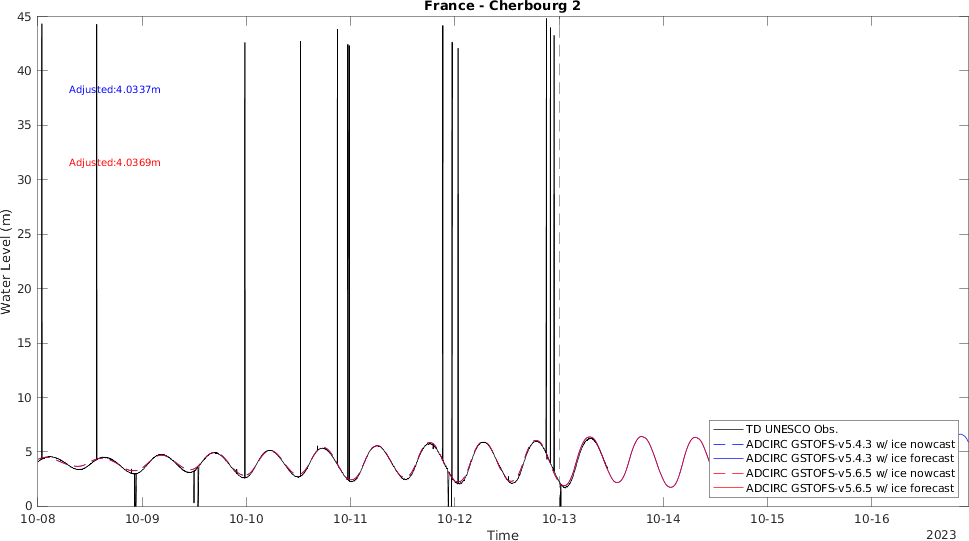 France - Cherbourg 2
45
40
35
30
25
20
15
10
5
0
Water Level (m)
Adjusted:4.0337m
Adjusted:4.0369m
TD UNESCO Obs.
ADCIRC GSTOFS-v5.4.3 w/ ice nowcast
ADCIRC GSTOFS-v5.4.3 w/ ice forecast
ADCIRC GSTOFS-v5.6.5 w/ ice nowcast
ADCIRC GSTOFS-v5.6.5 w/ ice forecast
10-08 10-09 10-10 10-11 10-12 10-13 10-14 10-15 10-16
Time
2023